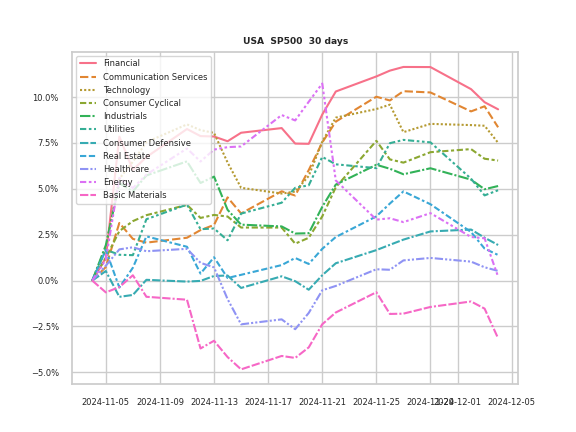 USA SP500 30 days
Financial
Communication Services
Technology
Consumer Cyclical
Industrials
Utilities
Consumer Defensive
Real Estate
Healthcare
Energy
Basic Materials
10.0%
7.5%
5.0%
2.5%
0.0%
−2.5%
−5.0%
2024-11-05 2024-11-09 2024-11-13 2024-11-17 2024-11-21 2024-11-25 2024-11-29 2024-12-01 2024-12-05